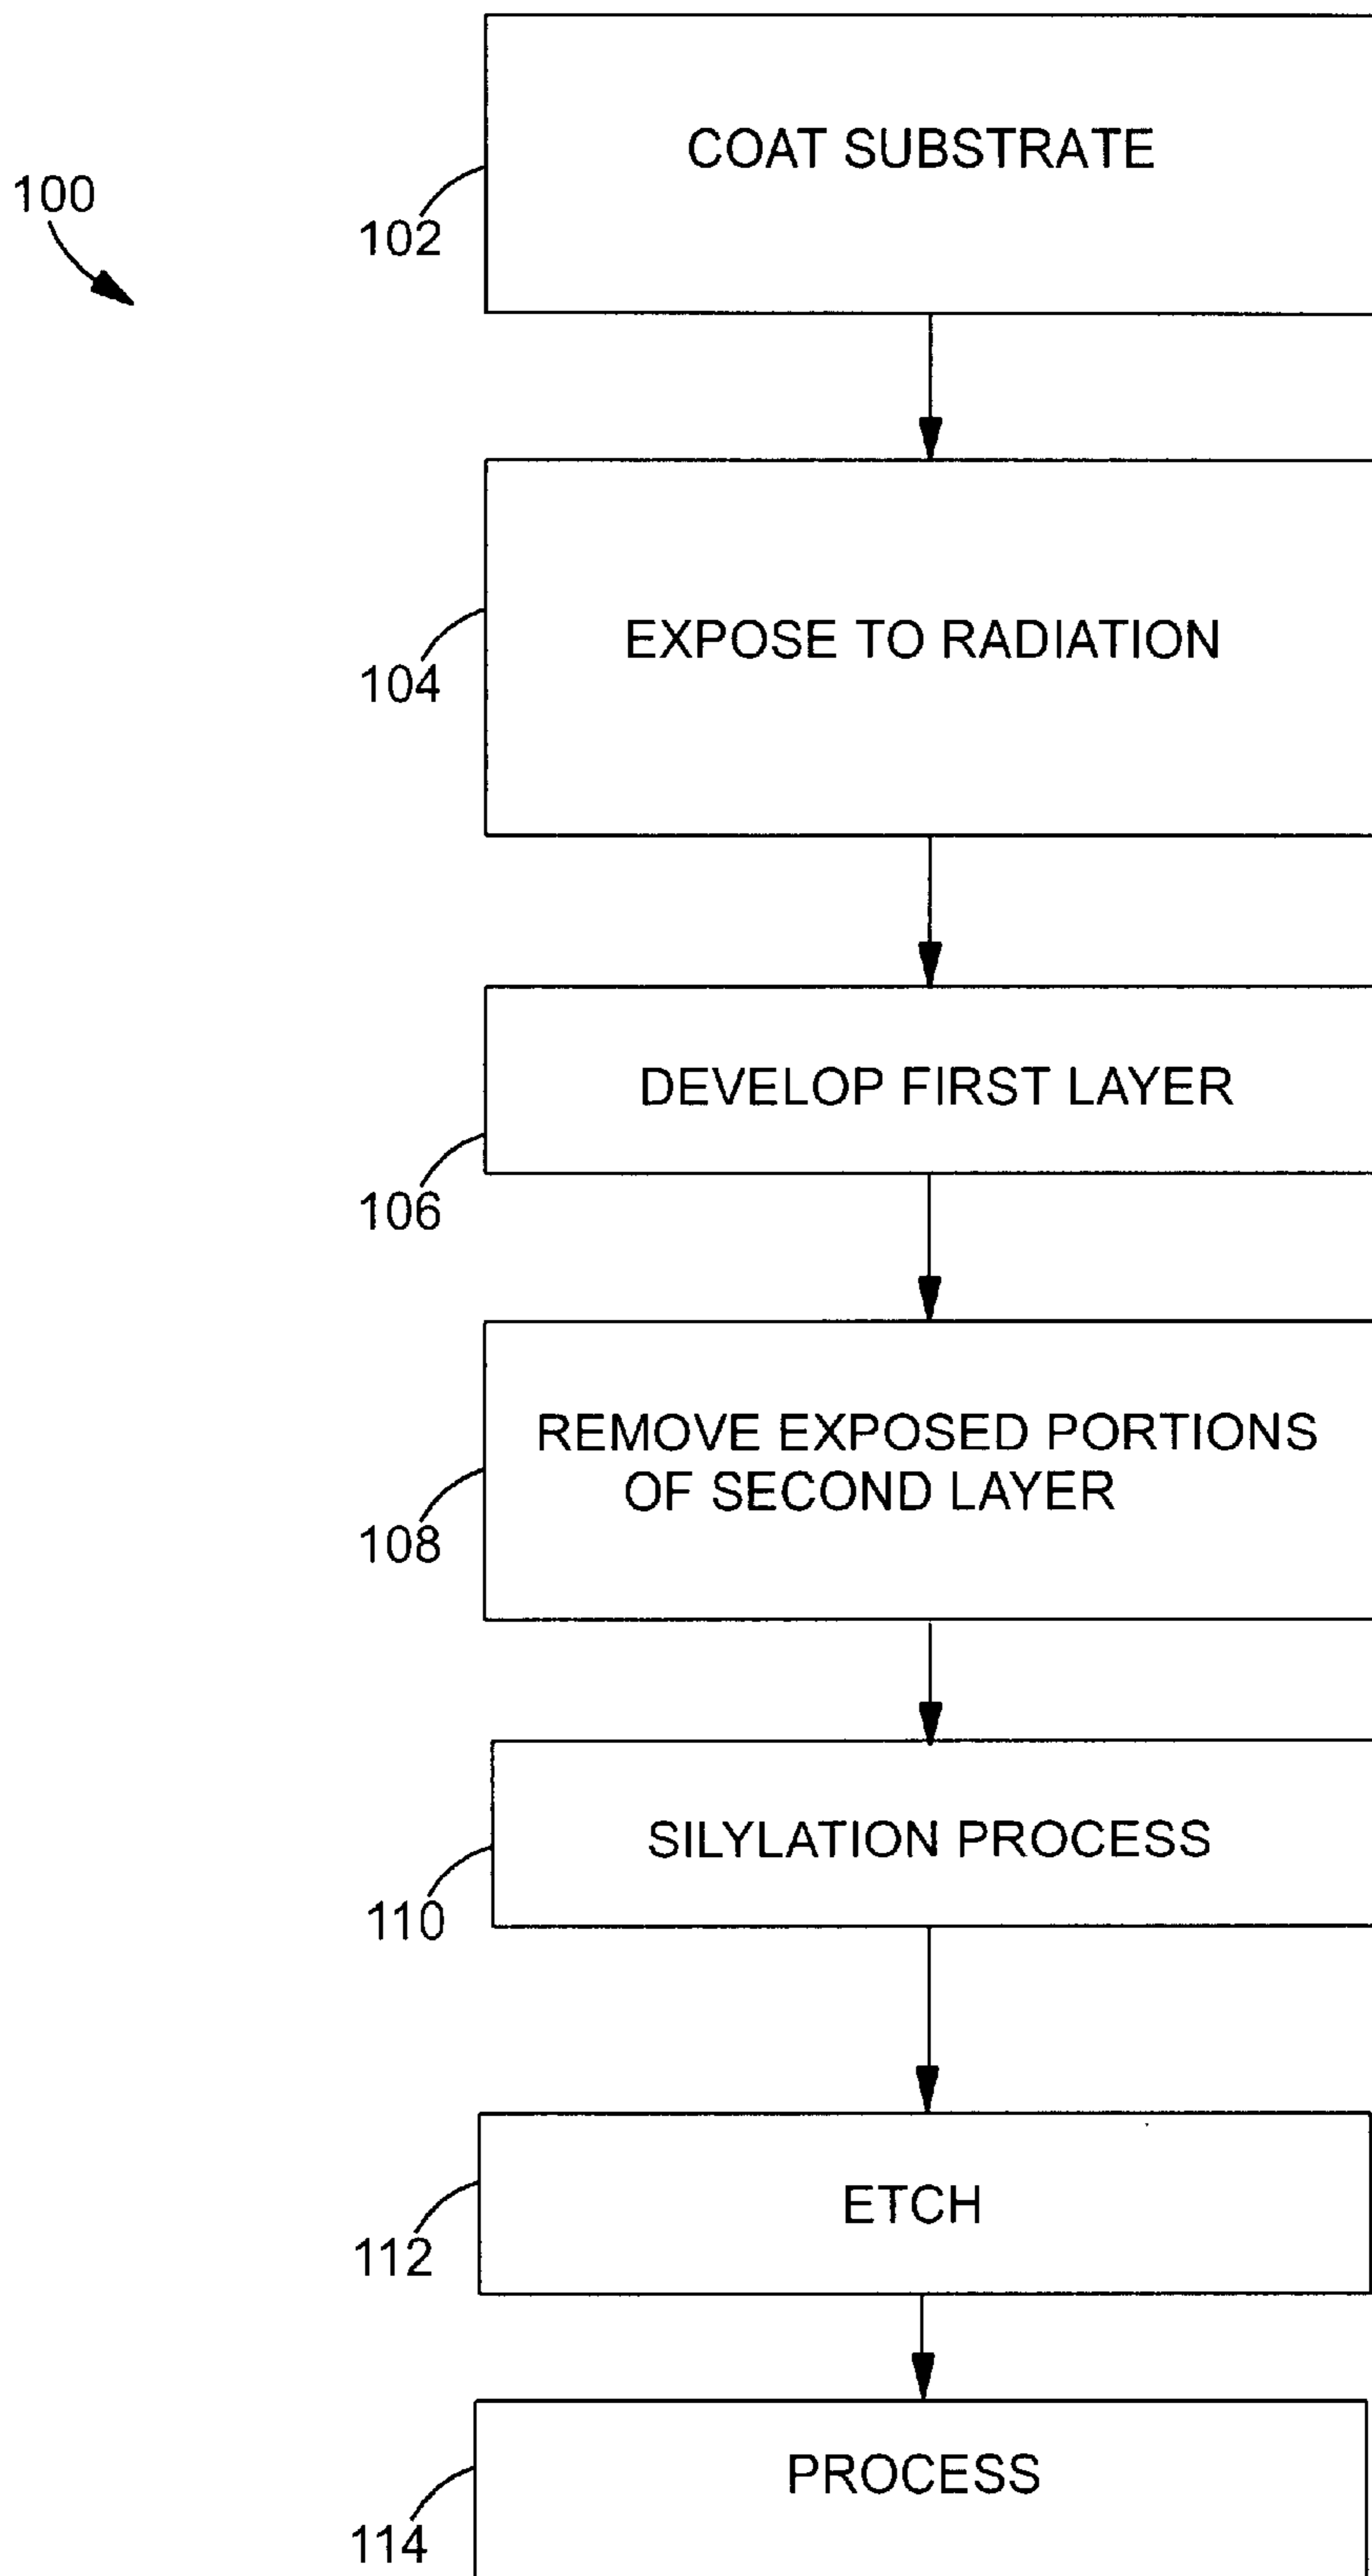 100
COAT SUBSTRATE
102
EXPOSE TO RADIATION
104
DEVELOP FIRST LAYER
106
REMOVE EXPOSED PORTIONS
OF SECOND LAYER
108
SILYLATION PROCESS
110
ETCH
112
PROCESS
114